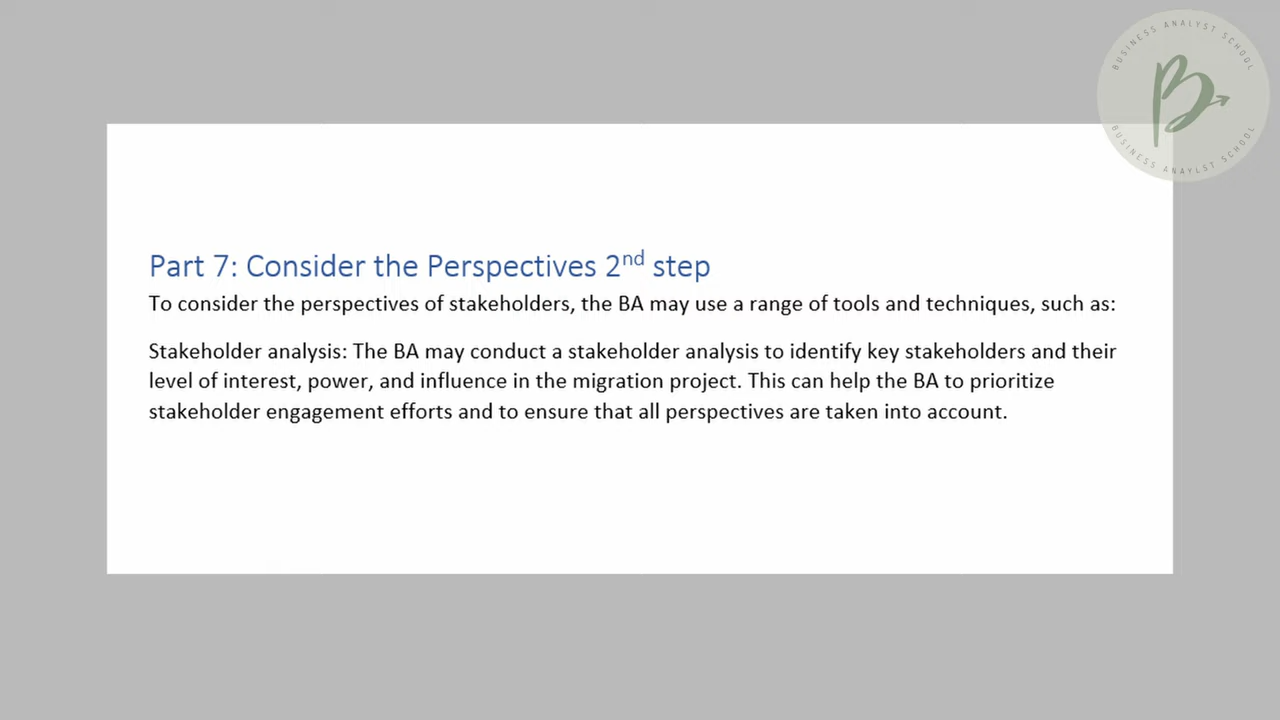 BUSINESS ANALYST SCHOOL
B
BUSINESS ANAYLST SCHOOL
Part 7: Consider the Perspectives 2nd step
To consider the perspectives of stakeholders, the BA may use a range of tools and techniques, such as:
Stakeholder analysis: The BA may conduct a stakeholder analysis to identify key stakeholders and their
level of interest, power, and influence in the migration project. This can help the BA to prioritize
stakeholder engagement efforts and to ensure that all perspectives are taken into account.